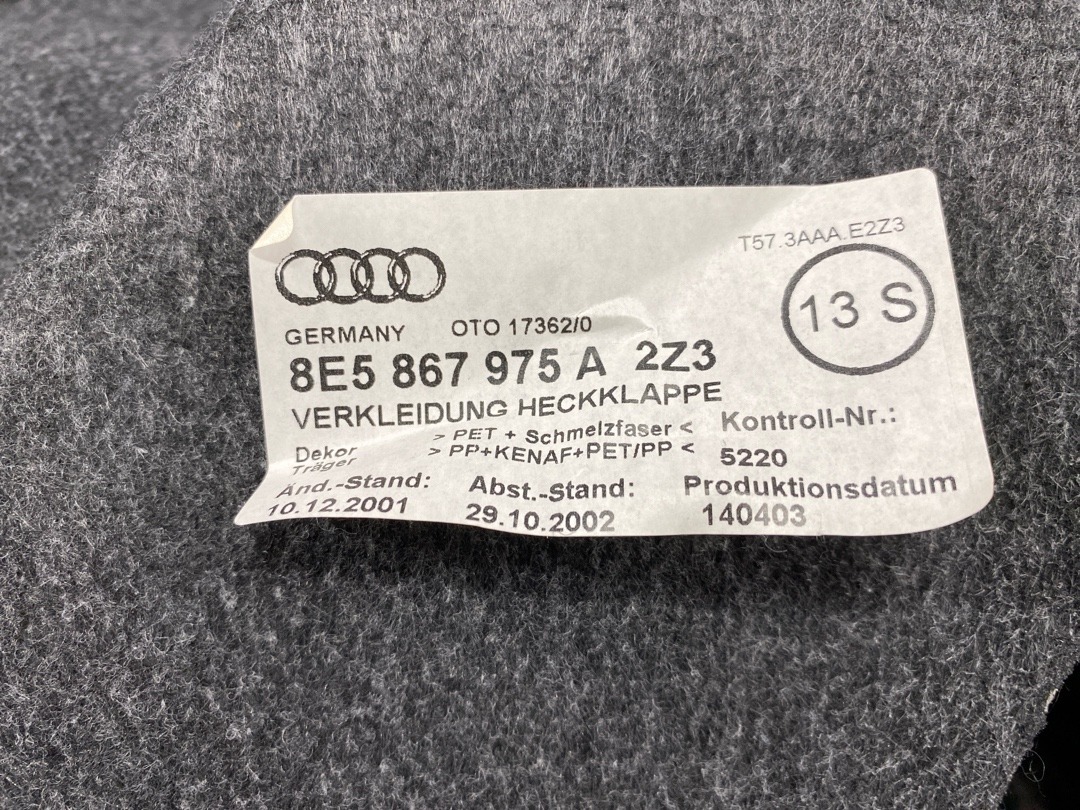 T57.3AAA.E2Z3
13 S
GERMANY OTO 17362/0
8E5 867 975 A 2Z3
VERKLEIDUNG HECKKLAPPE
Dekor > PET + Schmelzfaser < Kontroll-Nr.:
Träger > PP+KENAF+PET/PP < 5220
Änd.-Stand: Abst.-Stand: Produktionsdatum
10.12.2001 29.10.2002 140403